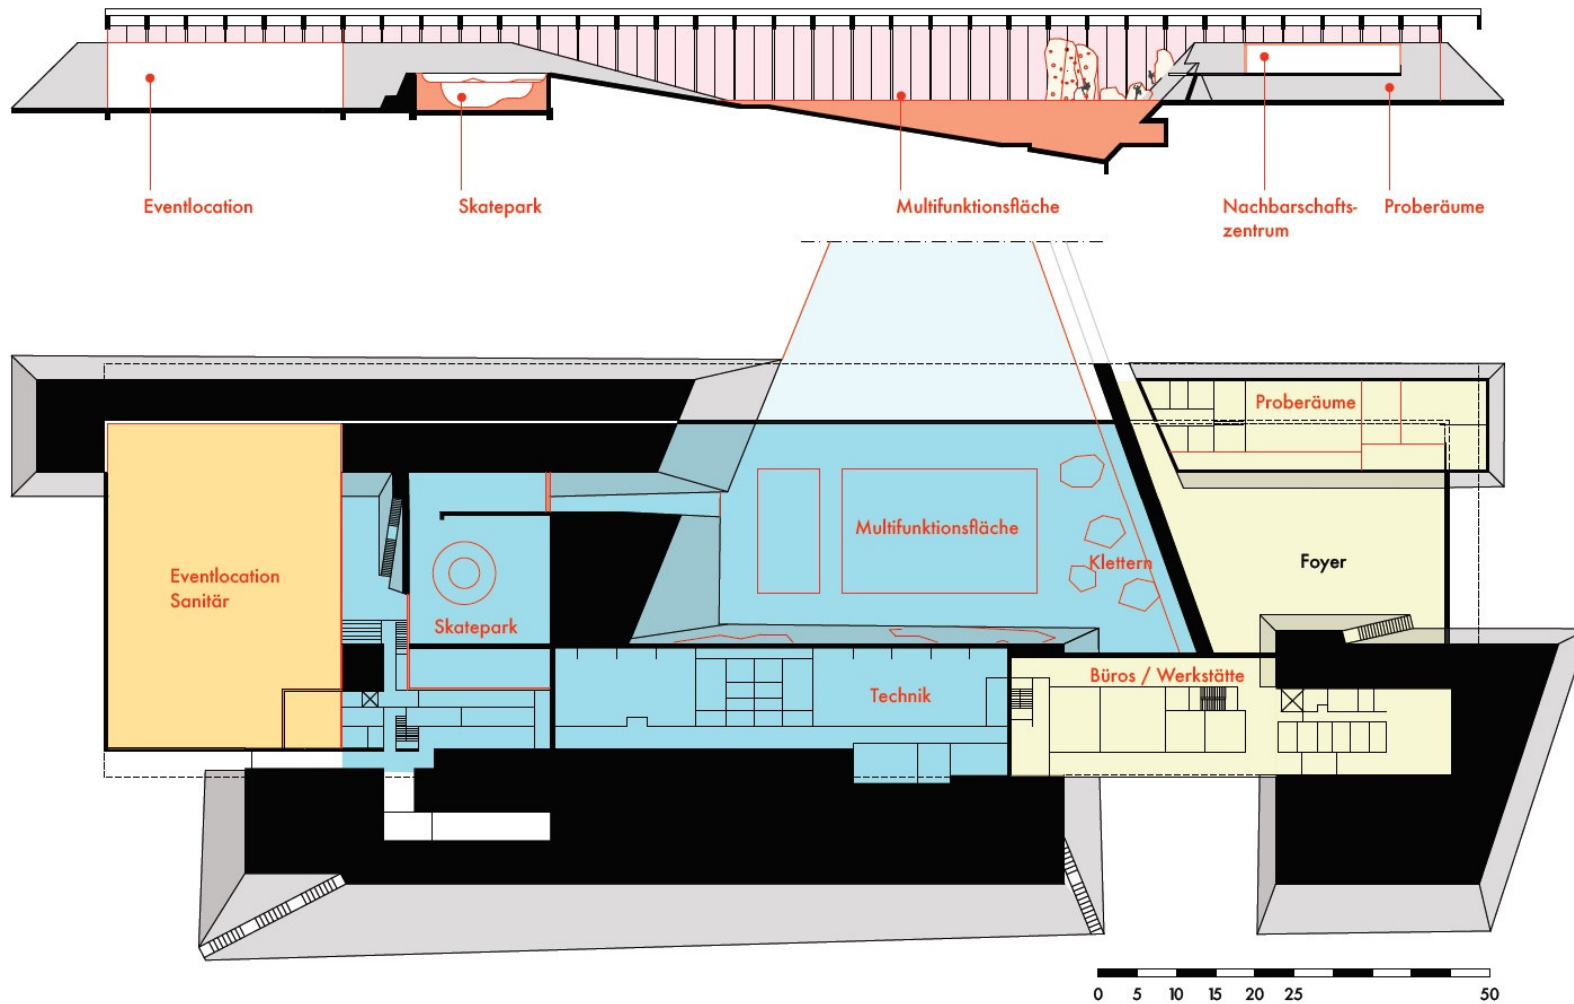 Eventlocation
Skatepark
Multifunktionsfläche
Nachbarschafts-
zentrum
Proberäume
Proberäume
Multifunktionsfläche
Klettern
Foyer
Eventlocation
Sanitär
Skatepark
Technik
Büros / Werkstätte
0 5 10 15 20 25 50